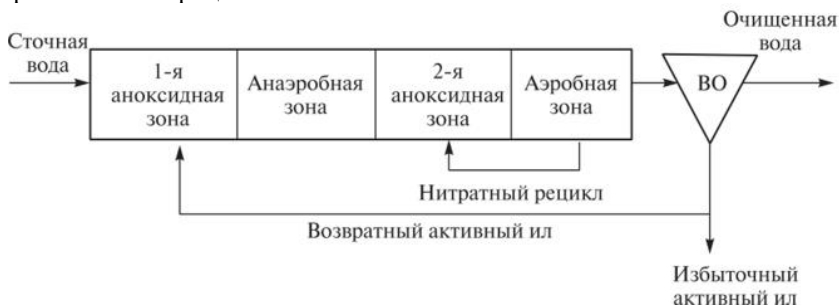 Сточная
вода
1-я
аноксидная
зона
Анаэробная
зона
2-я
аноксидная
зона
Аэробная
зона
ВО
Очищенная
вода
Нитратный рецикл
Возвратный активный ил
Избыточный
активный ил